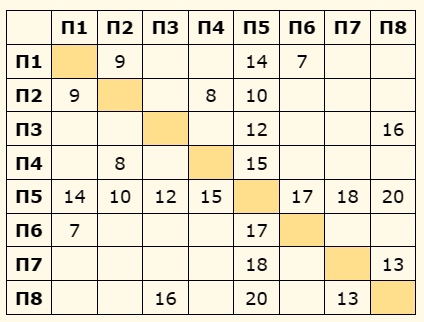 П1 П2 П3 П4 П5 П6 П7 П8
П1 9 14 7
П2 9 8 10
П3 12 16
П4 8 15
П5 14 10 12 15 17 18 20
П6 7 17
П7 18 13
П8 16 20 13